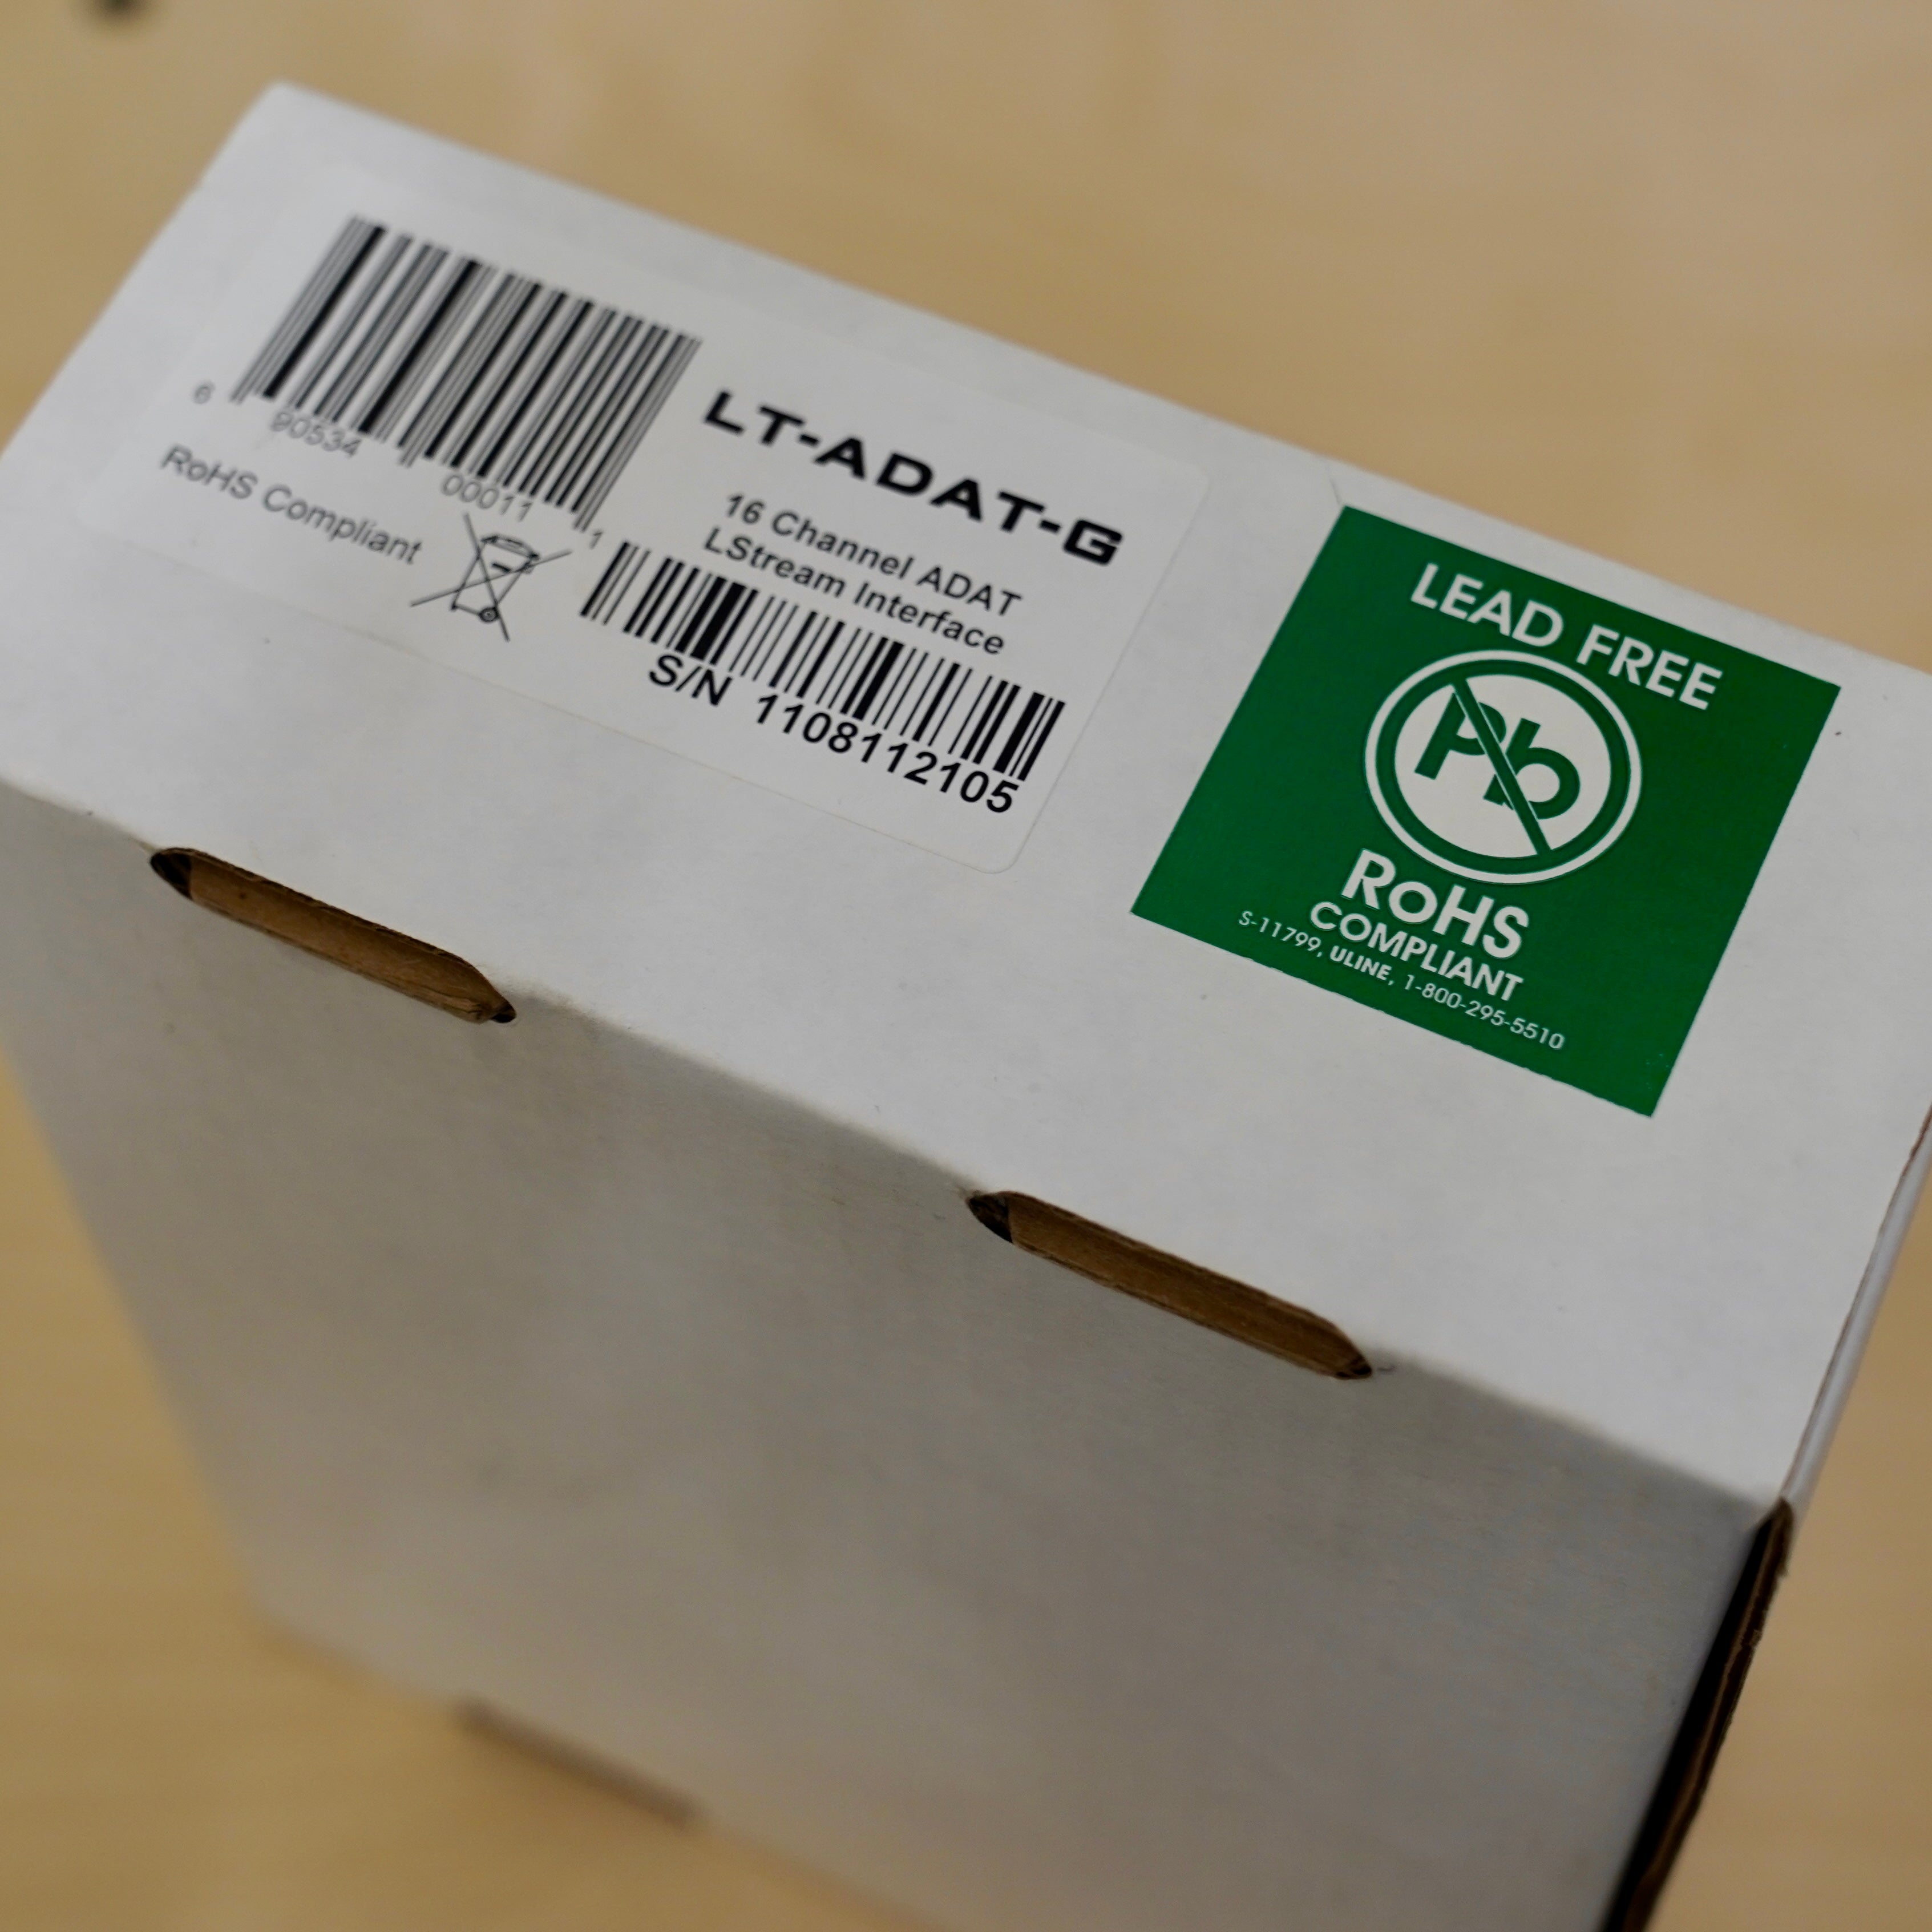 6 90534 00011 1
RoHS Compliant
LT-ADAT-G
16 Channel ADAT
LStream Interface
S/N 1108112105
LEAD FREE
Pb
RoHS
COMPLIANT
S-11799, ULINE, 1-800-295-5510